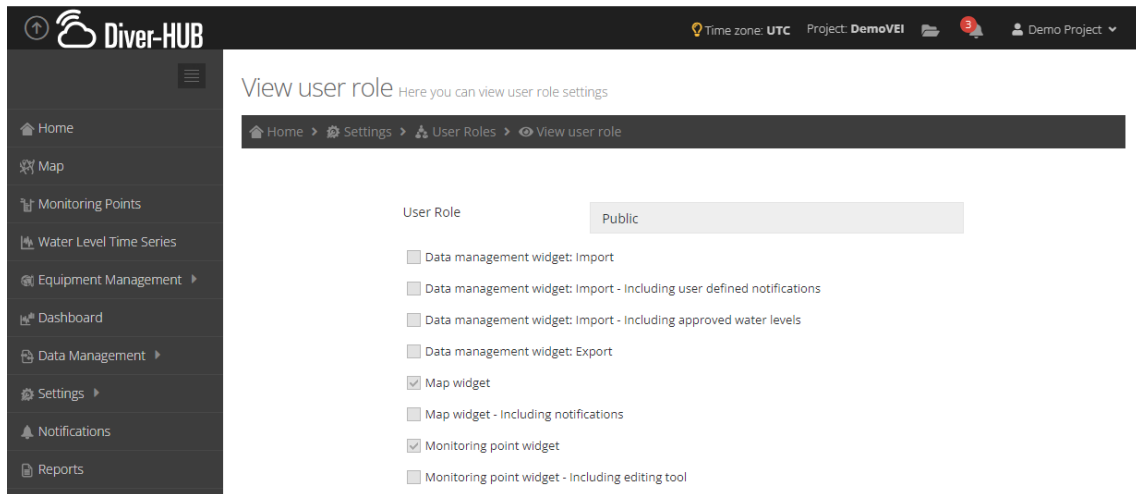 Diver-HUB
Time zone: UTC Project: DemoVEI 3 Demo Project
View user role Here you can view user role settings
Home > Settings > User Roles > View user role
Home
Map
Monitoring Points
Water Level Time Series
Equipment Management
Dashboard
Data Management
Settings
Notifications
Reports
User Role Public
Data management widget: Import
Data management widget: Import - Including user defined notifications
Data management widget: Import - Including approved water levels
Data management widget: Export
Map widget
Map widget - Including notifications
Monitoring point widget
Monitoring point widget - Including editing tool